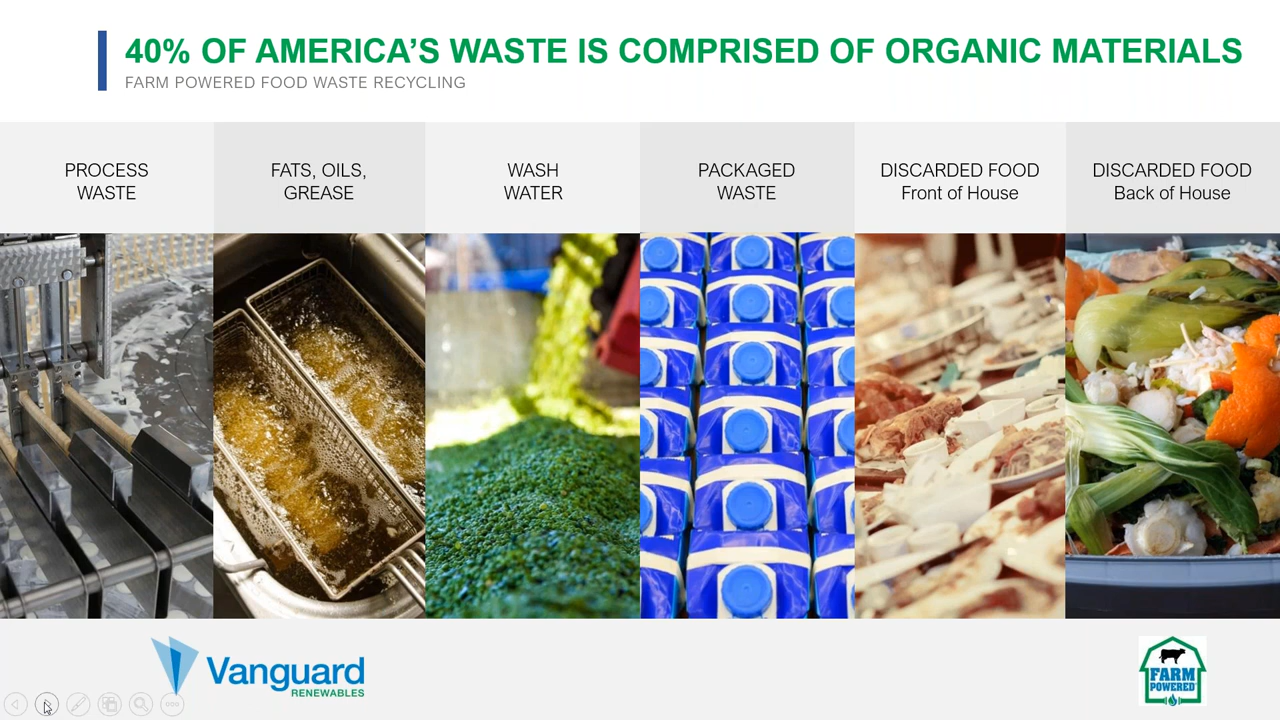 40% OF AMERICA’S WASTE IS COMPRISED OF ORGANIC MATERIALS
FARM POWERED FOOD WASTE RECYCLING
PROCESS
WASTE
FATS, OILS,
GREASE
WASH
WATER
PACKAGED
WASTE
DISCARDED FOOD
Front of House
DISCARDED FOOD
Back of House
Vanguard
RENEWABLES
FARM
POWERED